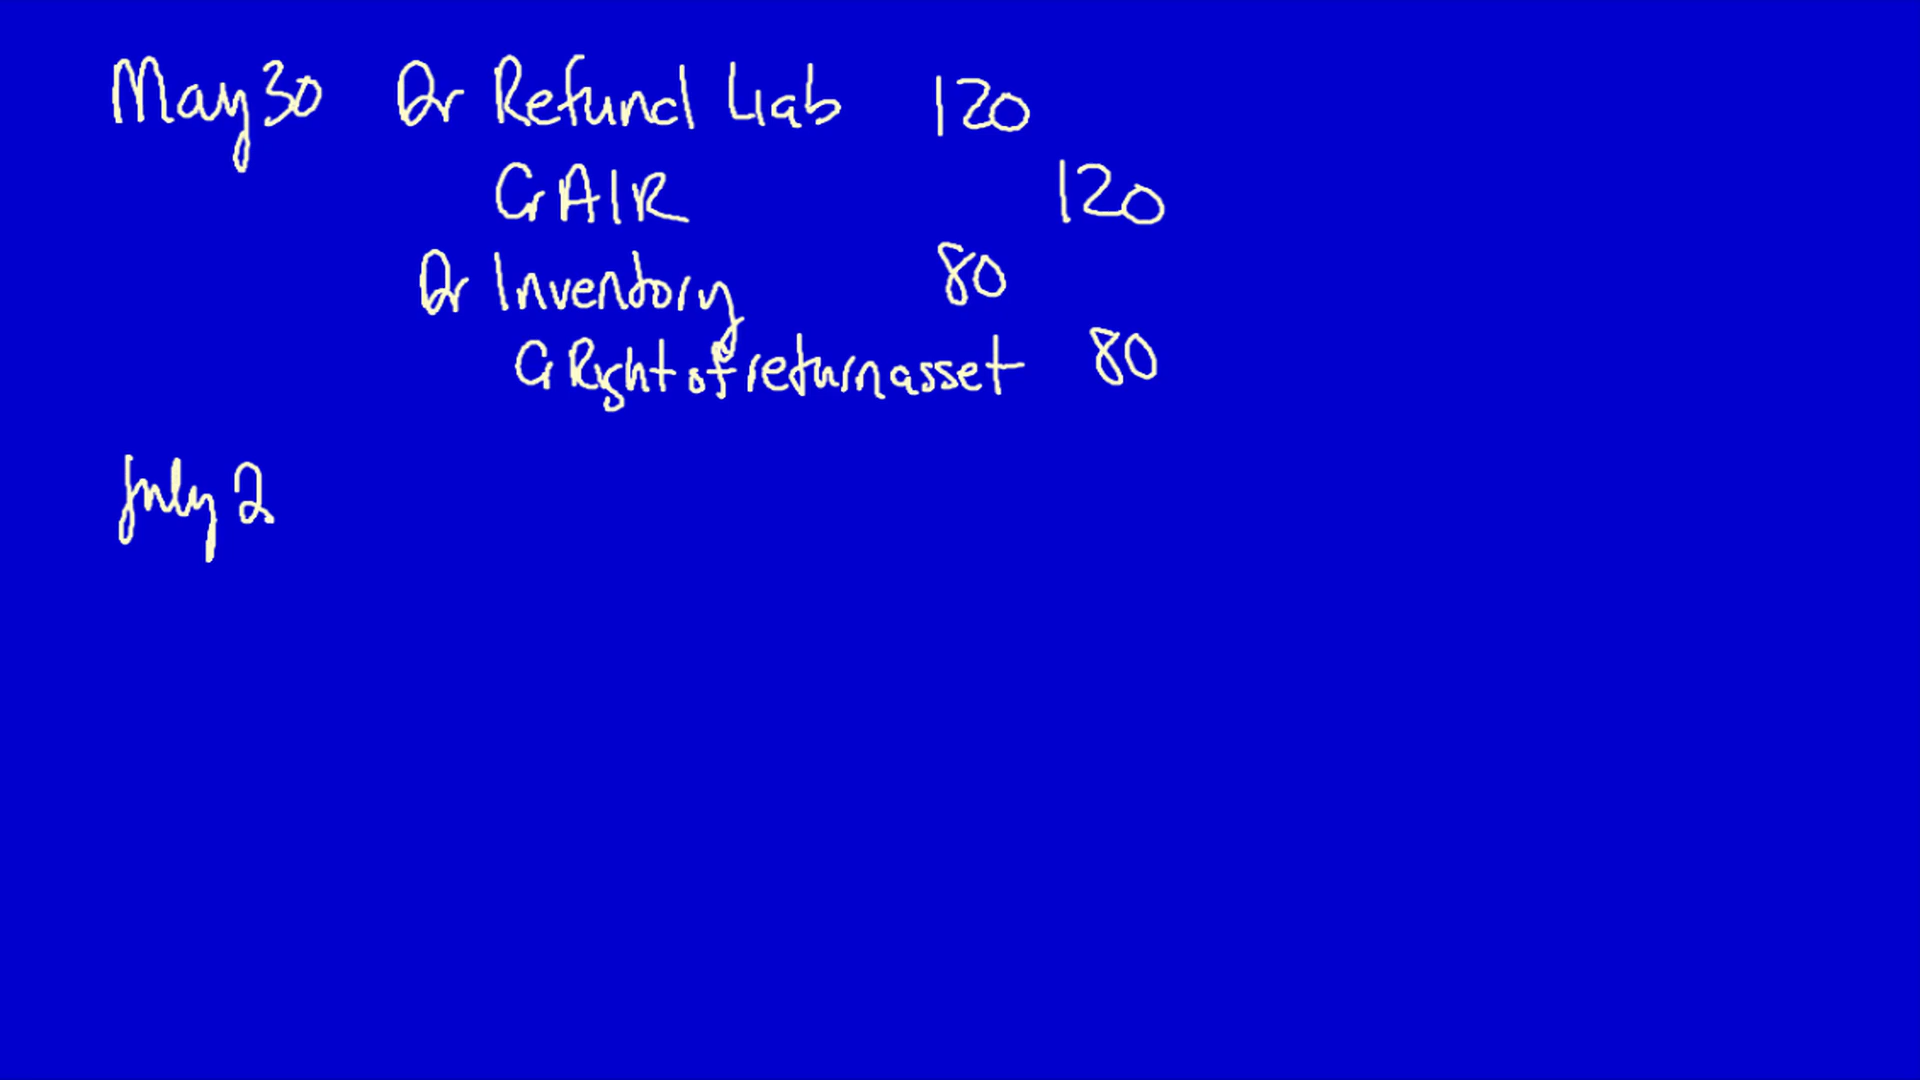 May 30 Dr Refund Liab 120
Cr A/R 120
Dr Inventory 80
Cr Right of return asset 80
July 2